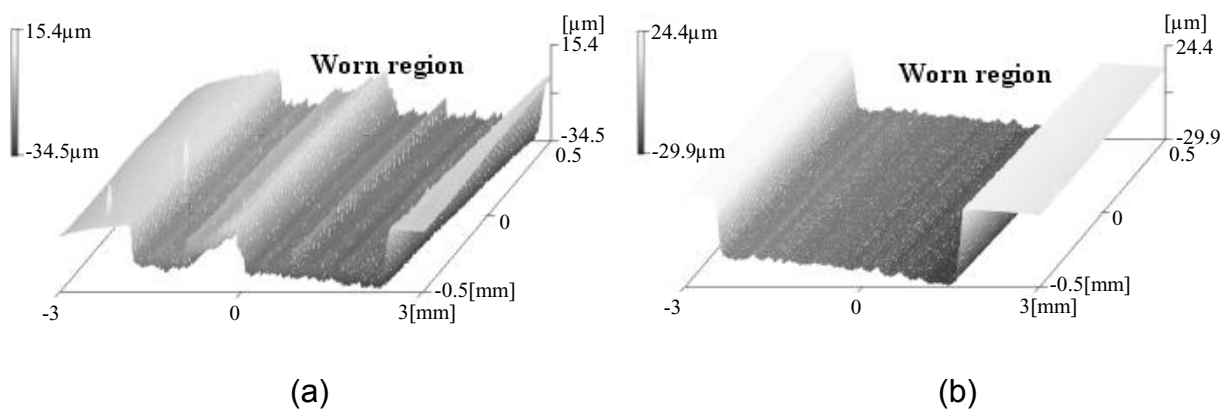 15.4µm
-34.5µm
Worn region
[µm]
15.4
-34.5
0.5
0
-0.5[mm]
-3
0
3[mm]
(a)
24.4µm
-29.9µm
Worn region
[µm]
24.4
-29.9
0.5
0
-0.5[mm]
-3
0
3[mm]
(b)